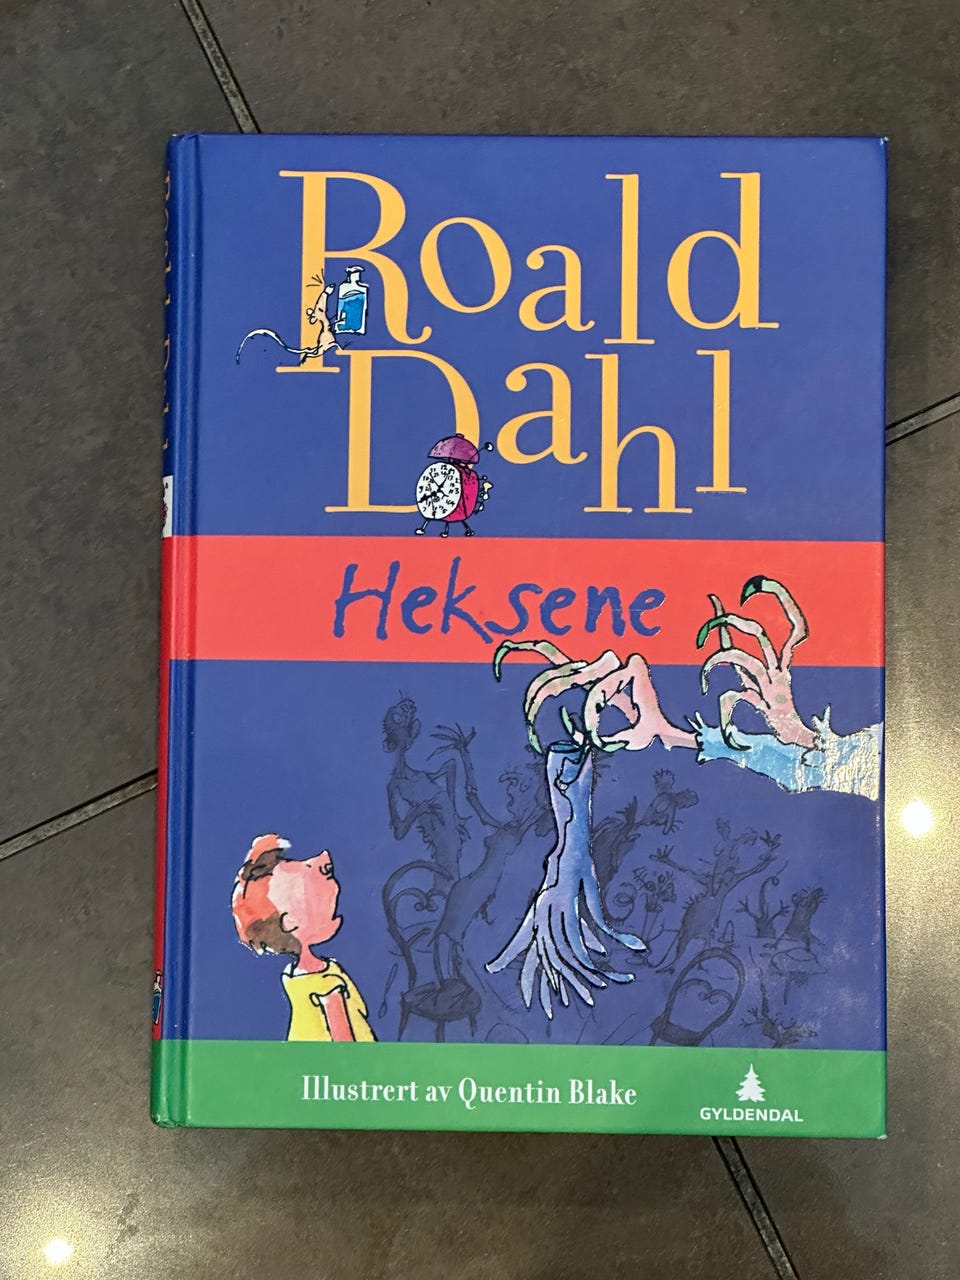 Roald
Dahl
Heksene
Illustrert av Quentin Blake
GYLDENDAL